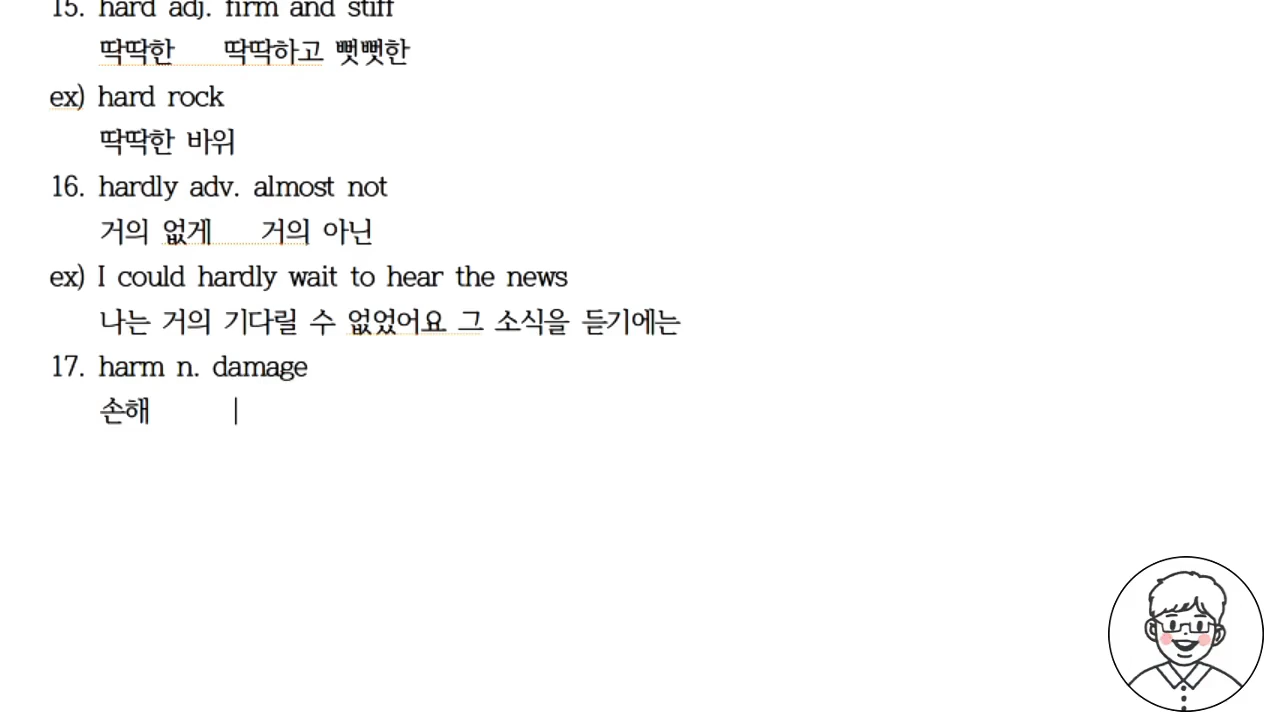 15. hard adj. firm and stiff
딱딱한 딱딱하고 뻣뻣한
ex) hard rock
딱딱한 바위
16. hardly adv. almost not
거의 없게 거의 아닌
ex) I could hardly wait to hear the news
나는 거의 기다릴 수 없었어요 그 소식을 듣기에는
17. harm n. damage
손해